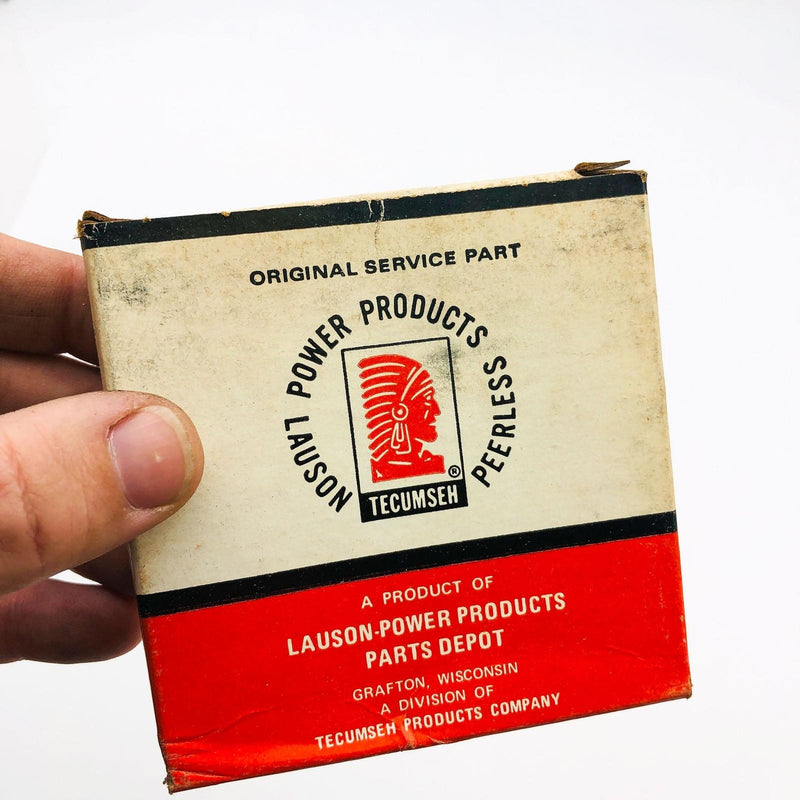 ORIGINAL SERVICE PART
LAUSON POWER PRODUCTS PEERLESS
®
TECUMSEH
A PRODUCT OF
LAUSON-POWER PRODUCTS
PARTS DEPOT
GRAFTON, WISCONSIN
A DIVISION OF
TECUMSEH PRODUCTS COMPANY